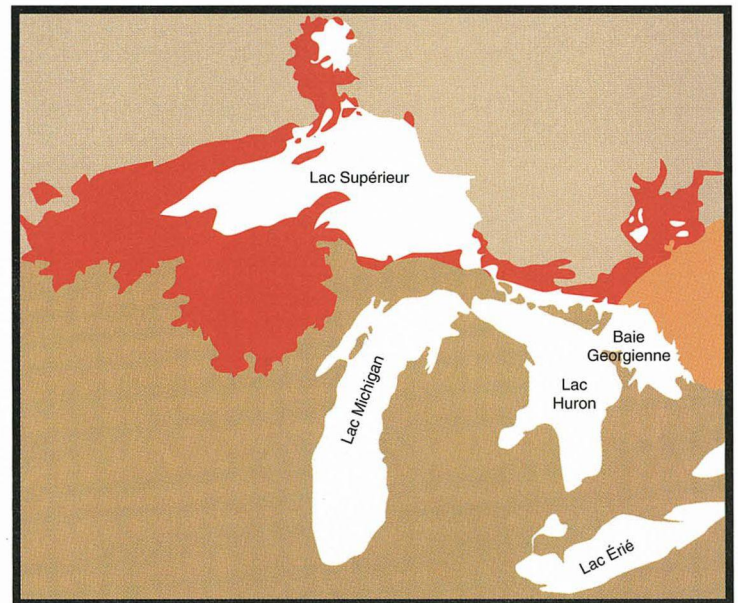 Lac Supérieur
Baie
Georgienne
Lac
Huron
Lac Michigan
Lac Érié